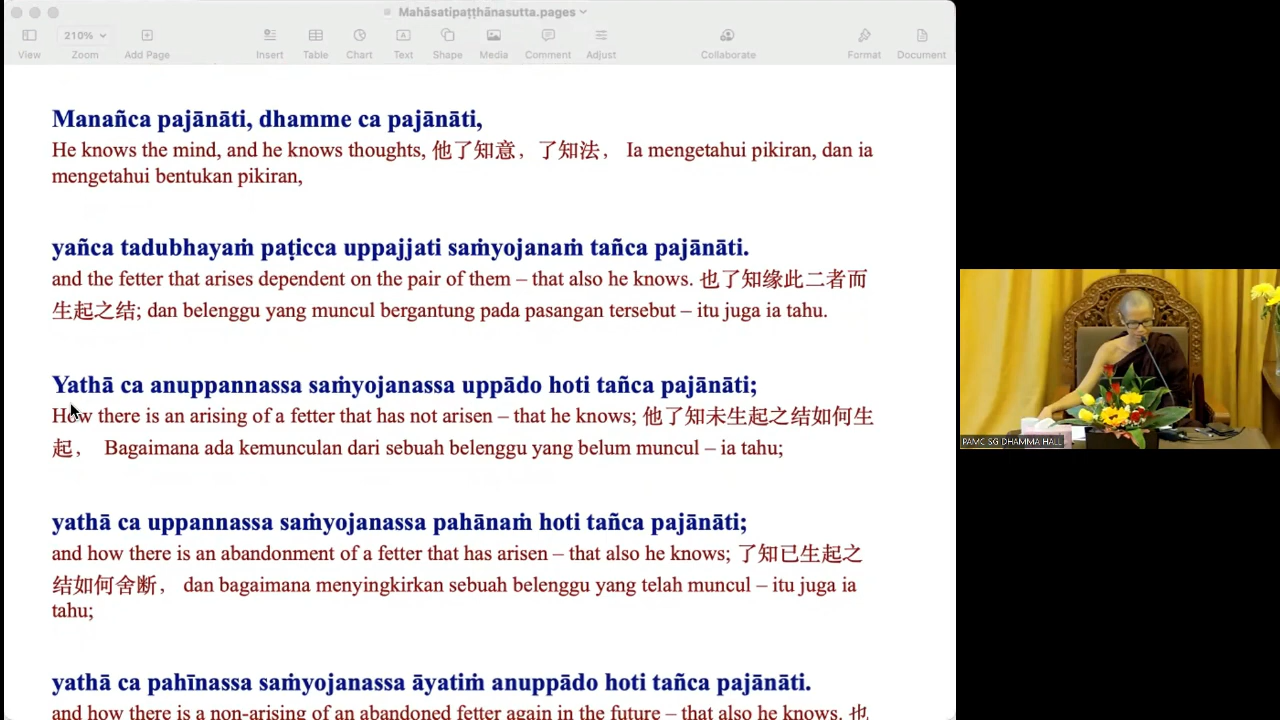 Mahāsatipaṭṭhānasutta.pages
210%
View
Zoom
Add Page
Insert
Table
Chart
Text
Shape
Media
Comment
Adjust
Collaborate
Format
Document
Manañca pajānāti, dhamme ca pajānāti,
He knows the mind, and he knows thoughts, 他了知意，了知法， Ia mengetahui pikiran, dan ia
mengetahui bentukan pikiran,
yañca tadubhayaṁ paṭicca uppajjati saṁyojanaṁ tañca pajānāti.
and the fetter that arises dependent on the pair of them – that also he knows. 也了知缘此二者而
生起之结; dan belenggu yang muncul bergantung pada pasangan tersebut – itu juga ia tahu.
Yathā ca anuppannassa saṁyojanassa uppādo hoti tañca pajānāti;
How there is an arising of a fetter that has not arisen – that he knows; 他了知未生起之结如何生
起， Bagaimana ada kemunculan dari sebuah belenggu yang belum muncul – ia tahu;
yathā ca uppannassa saṁyojanassa pahānaṁ hoti tañca pajānāti;
and how there is an abandonment of a fetter that has arisen – that also he knows; 了知已生起之
结如何舍断， dan bagaimana menyingkirkan sebuah belenggu yang telah muncul – itu juga ia
tahu;
yathā ca pahīnassa saṁyojanassa āyatiṁ anuppādo hoti tañca pajānāti.
and how there is a non-arising of an abandoned fetter again in the future – that also he knows. 也
PAMC SG DHAMMA HALL